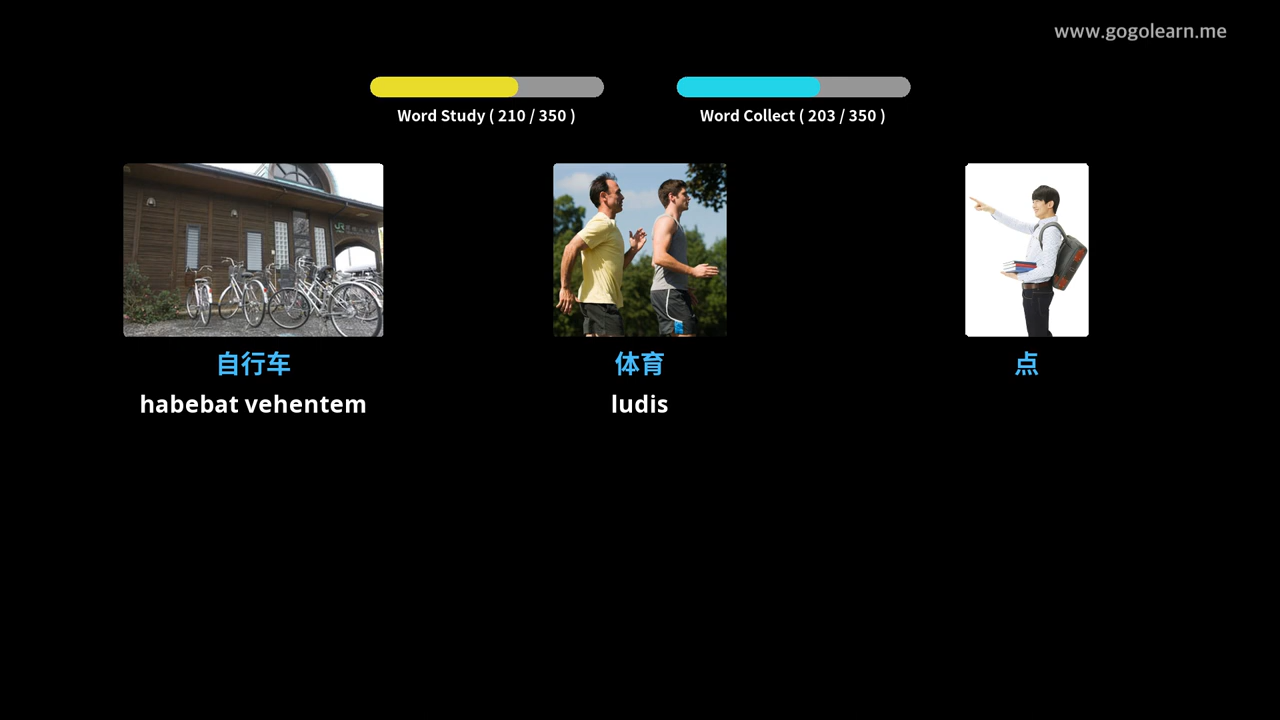 www.gogolearn.me
Word Study ( 210 / 350 )
Word Collect ( 203 / 350 )
JR
自行车
体育
点
habebat vehentem
ludis